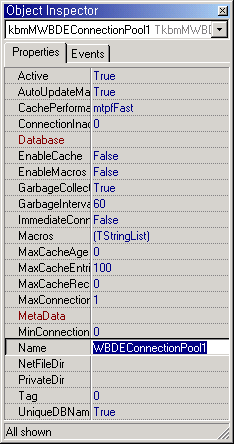 Object Inspector
kbmMWBDEConnectionPool1 TkbmMWBD
Properties Events
Active True
AutoUpdateMa True
CachePerforma mtpfFast
ConnectionInac 0
Database
EnableCache False
EnableMacros False
GarbageCollect True
GarbageInterva 60
ImmediateConn False
Macros (TStringList)
MaxCacheAge 0
MaxCacheEntri 100
MaxCacheRec 0
MaxConnection 1
MetaData
MinConnection 0
Name WBDEConnectionPool1
NetFileDir
PrivateDir
Tag 0
UniqueDBNam True
All shown